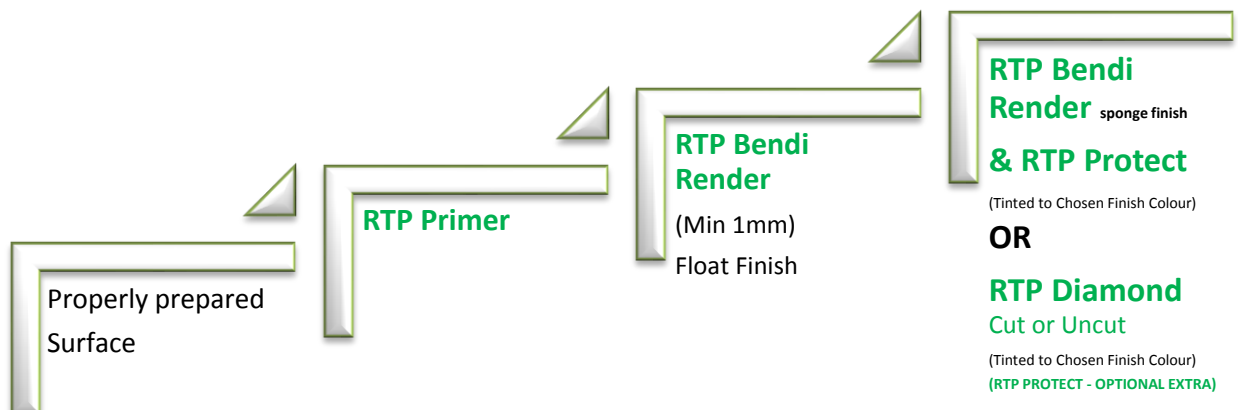 Properly prepared
Surface
RTP Primer
RTP Bendi
Render
(Min 1mm)
Float Finish
RTP Bendi
Render sponge finish
& RTP Protect
(Tinted to Chosen Finish Colour)
OR
RTP Diamond
Cut or Uncut
(Tinted to Chosen Finish Colour)
(RTP PROTECT - OPTIONAL EXTRA)